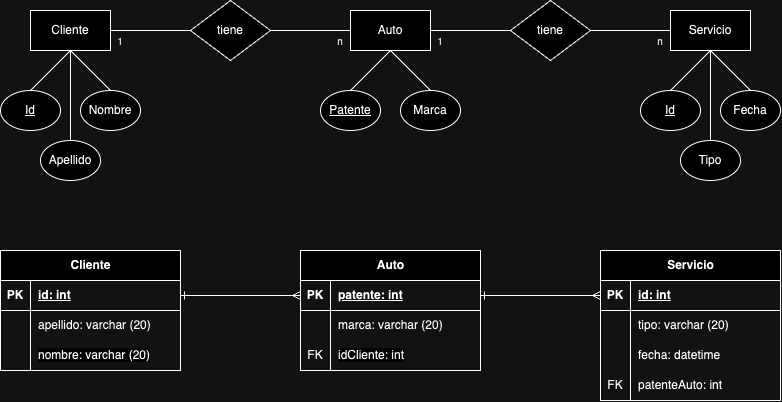 Cliente
tiene
Auto
tiene
Servicio
1
n
1
n
Id
Nombre
Patente
Marca
Id
Fecha
Apellido
Tipo
Cliente
PK id: int
apellido: varchar (20)
nombre: varchar (20)
Auto
PK patente: int
marca: varchar (20)
FK idCliente: int
Servicio
PK id: int
tipo: varchar (20)
fecha: datetime
FK patenteAuto: int